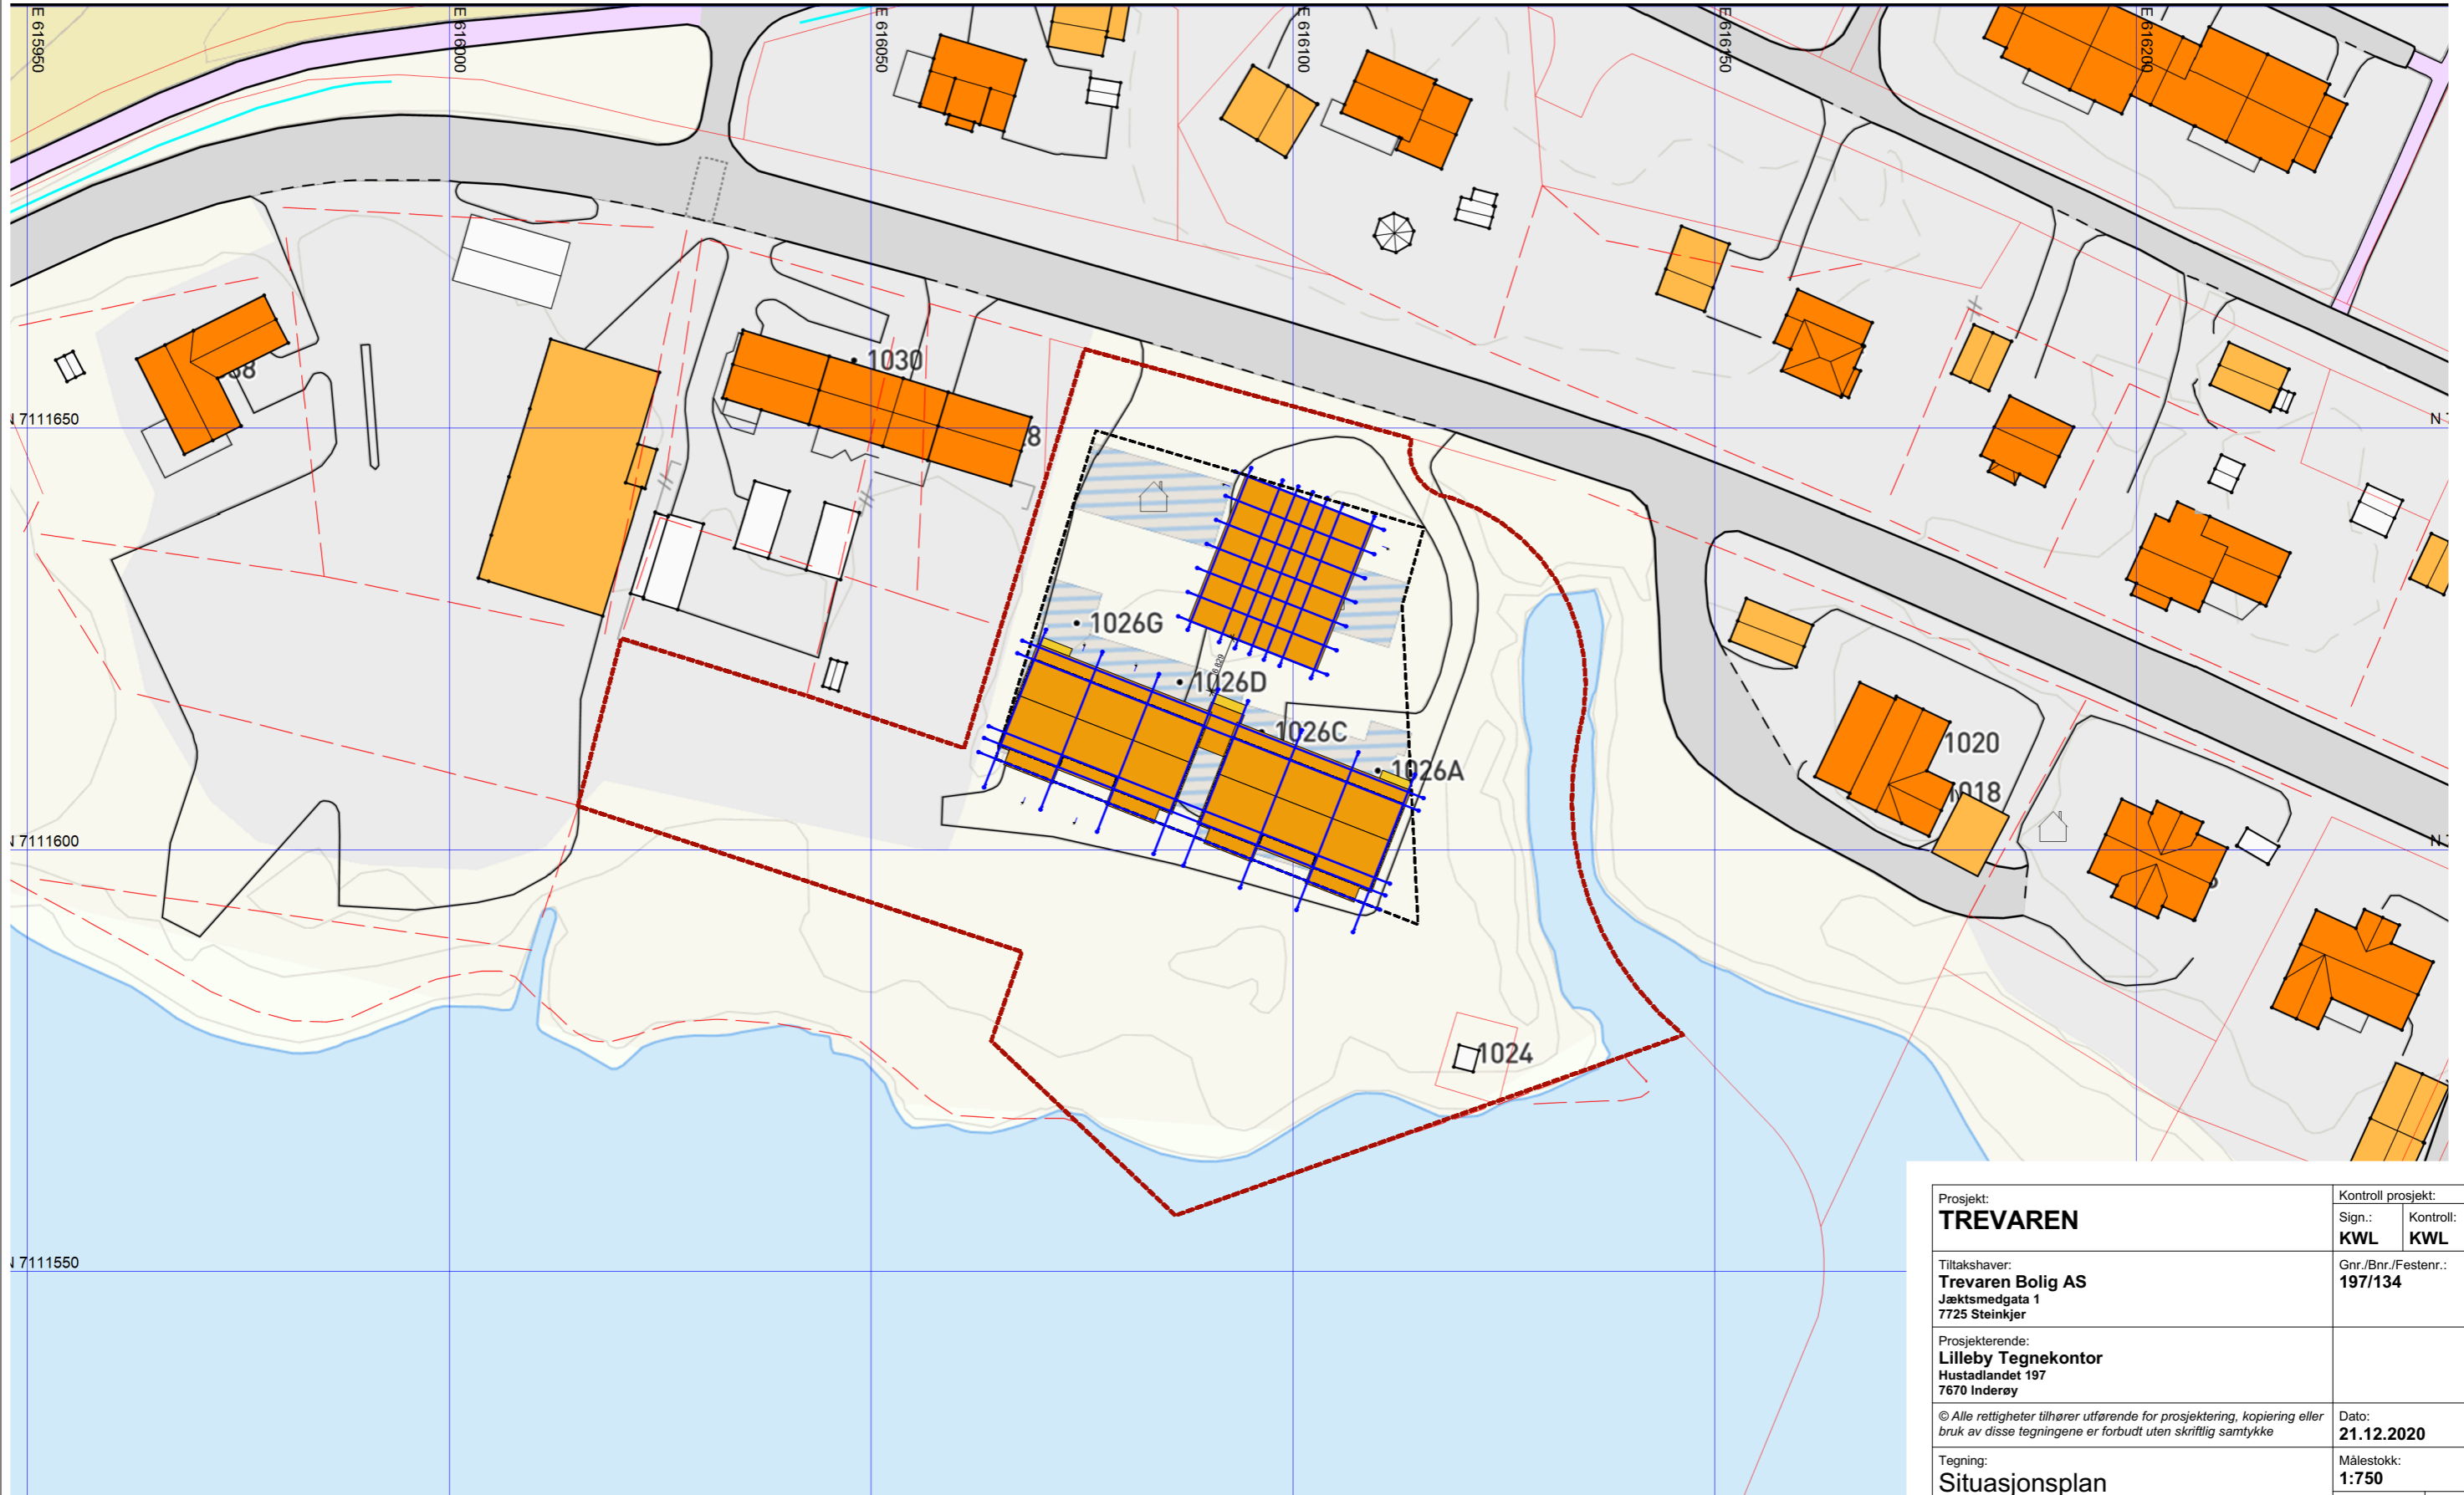 E 615950
E 616000
E 616050
E 616100
E 616150
E 616200
1030
N 7111650
1026G
1026D
1026C
1026A
1020
1018
N 7111600
1024
N 7111550
Prosjekt:
TREVAREN
Kontroll prosjekt:
Sign.:
KWL
Kontroll:
KWL
Tiltakshaver:
Trevaren Bolig AS
Jæktsmedgata 1
7725 Steinkjer
Gnr./Bnr./Festenr.:
197/134
Prosjekterende:
Lilleby Tegnekontor
Hustadlandet 197
7670 Inderøy
© Alle rettigheter tilhører utførende for prosjektering, kopiering eller
bruk av disse tegningene er forbudt uten skriftlig samtykke
Dato:
21.12.2020
Tegning:
Situasjonsplan
Målestokk:
1:750